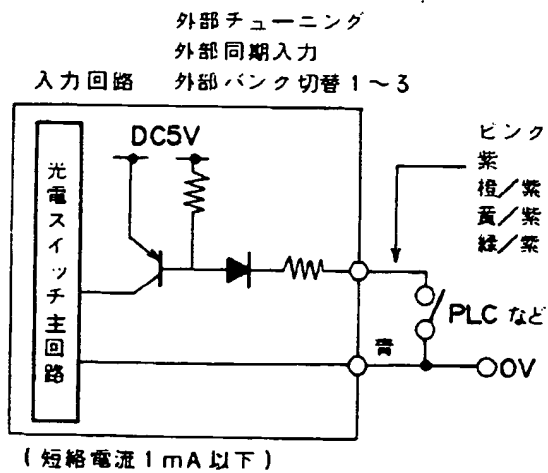 外部チューニング
外部同期入力
入力回路 外部バンク切替1～3
DC5V
光電スイッチ主回路
ピンク
紫
橙/紫
黄/紫
緑/紫
PLCなど
青
0V
(短絡電流1mA以下)